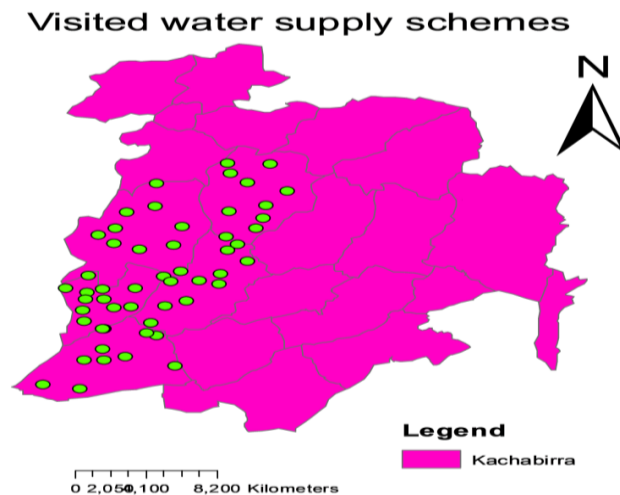 Visited water supply schemes
N
Legend
Kachabirra
0 2,050 4,100 8,200 Kilometers